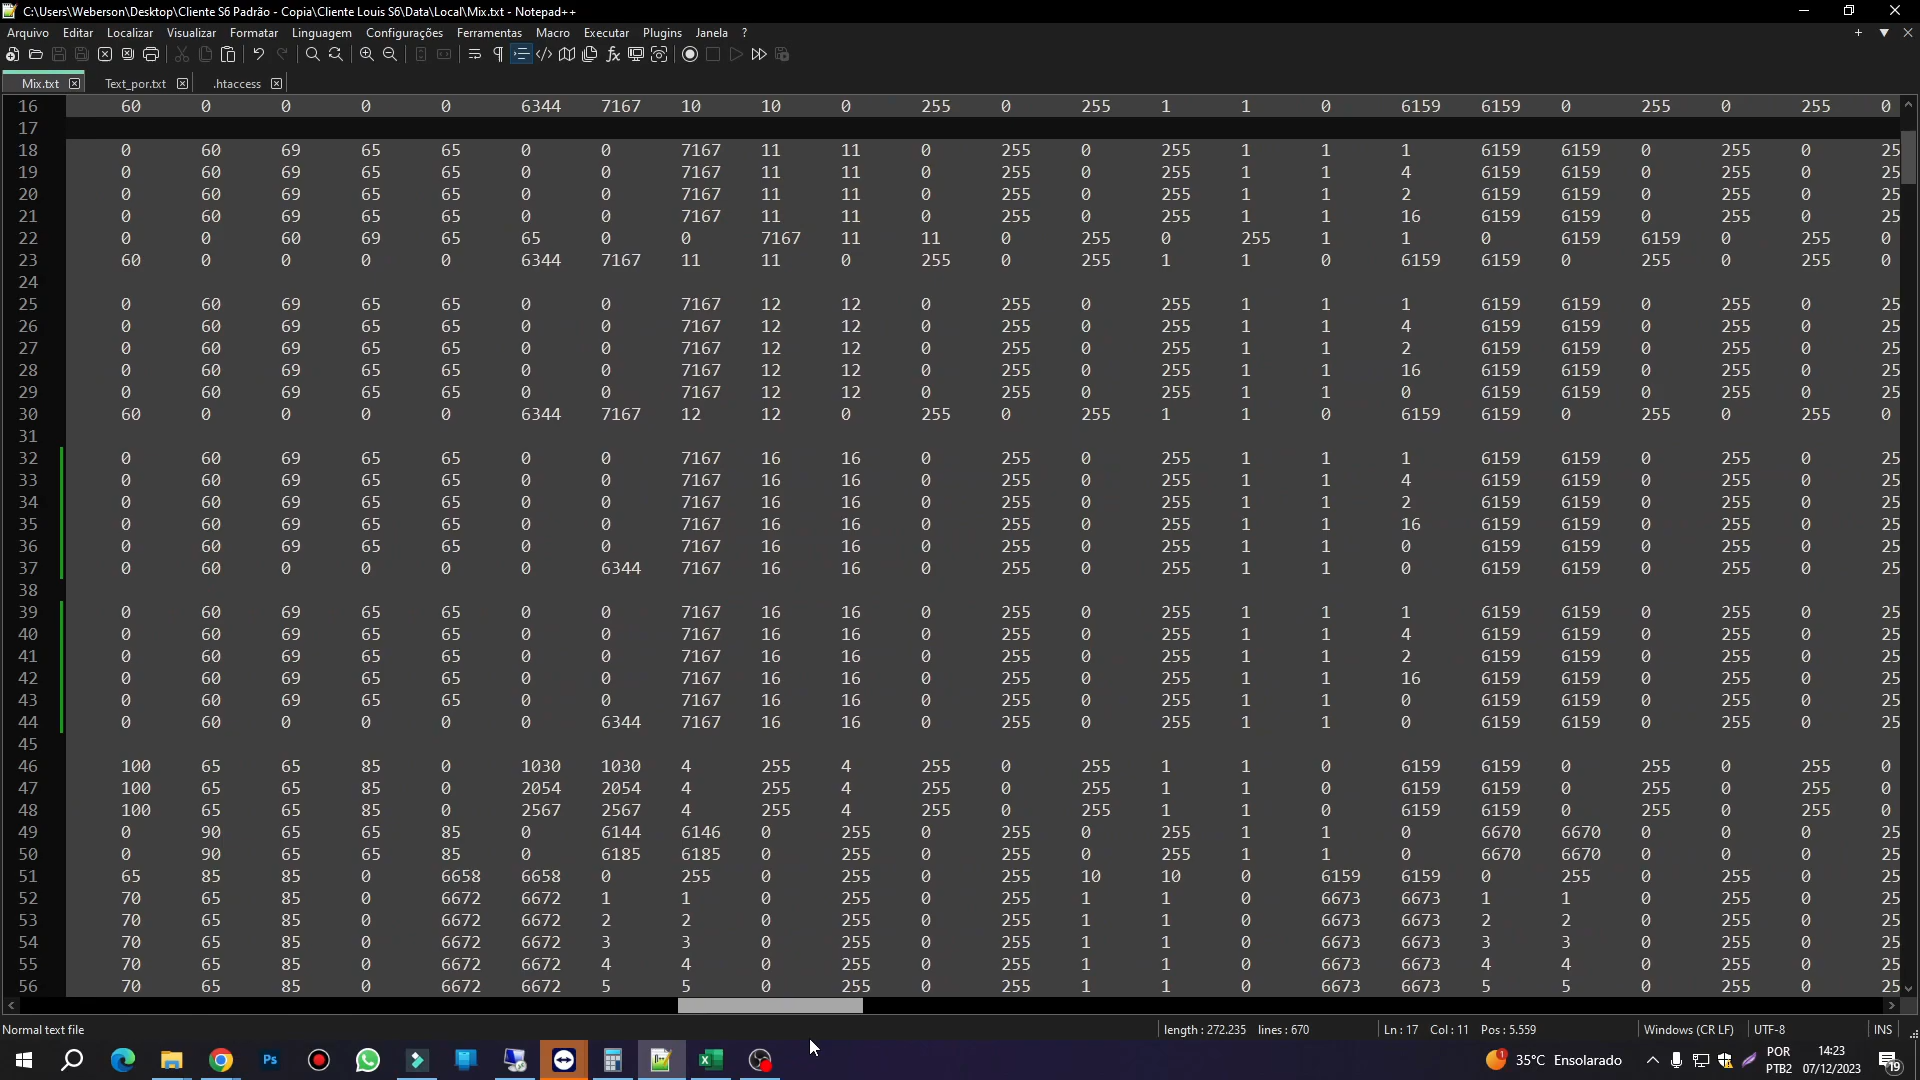 C:\Users\Weberson\Desktop\Cliente S6 Padrão - Copia\Cliente Louis S6\Data\Local\Mix.txt - Notepad++
Arquivo Editar Localizar Visualizar Formatar Linguagem Configurações Ferramentas Macro Executar Plugins Janela ?
Mix.txt Text_por.txt .htaccess
16 60 0 0 0 0 6344 7167 10 10 0 255 0 255 1 1 0 6159 6159 0 255 0 255 0
17
18 0 60 69 65 65 0 0 7167 11 11 0 255 0 255 1 1 1 6159 6159 0 255 0 25
19 0 60 69 65 65 0 0 7167 11 11 0 255 0 255 1 1 4 6159 6159 0 255 0 25
20 0 60 69 65 65 0 0 7167 11 11 0 255 0 255 1 1 2 6159 6159 0 255 0 25
21 0 60 69 65 65 0 0 7167 11 11 0 255 0 255 1 1 16 6159 6159 0 255 0 25
22 0 0 60 69 65 65 0 0 7167 11 11 0 255 0 255 1 1 0 6159 6159 0 255 0
23 60 0 0 0 0 6344 7167 11 11 0 255 0 255 1 1 0 6159 6159 0 255 0 255 0
24
25 0 60 69 65 65 0 0 7167 12 12 0 255 0 255 1 1 1 6159 6159 0 255 0 25
26 0 60 69 65 65 0 0 7167 12 12 0 255 0 255 1 1 4 6159 6159 0 255 0 25
27 0 60 69 65 65 0 0 7167 12 12 0 255 0 255 1 1 2 6159 6159 0 255 0 25
28 0 60 69 65 65 0 0 7167 12 12 0 255 0 255 1 1 16 6159 6159 0 255 0 25
29 0 60 69 65 65 0 0 7167 12 12 0 255 0 255 1 1 0 6159 6159 0 255 0 25
30 60 0 0 0 0 6344 7167 12 12 0 255 0 255 1 1 0 6159 6159 0 255 0 255 0
31
32 0 60 69 65 65 0 0 7167 16 16 0 255 0 255 1 1 1 6159 6159 0 255 0 25
33 0 60 69 65 65 0 0 7167 16 16 0 255 0 255 1 1 4 6159 6159 0 255 0 25
34 0 60 69 65 65 0 0 7167 16 16 0 255 0 255 1 1 2 6159 6159 0 255 0 25
35 0 60 69 65 65 0 0 7167 16 16 0 255 0 255 1 1 16 6159 6159 0 255 0 25
36 0 60 69 65 65 0 0 7167 16 16 0 255 0 255 1 1 0 6159 6159 0 255 0 25
37 0 60 0 0 0 0 6344 7167 16 16 0 255 0 255 1 1 0 6159 6159 0 255 0 25
38
39 0 60 69 65 65 0 0 7167 16 16 0 255 0 255 1 1 1 6159 6159 0 255 0 25
40 0 60 69 65 65 0 0 7167 16 16 0 255 0 255 1 1 4 6159 6159 0 255 0 25
41 0 60 69 65 65 0 0 7167 16 16 0 255 0 255 1 1 2 6159 6159 0 255 0 25
42 0 60 69 65 65 0 0 7167 16 16 0 255 0 255 1 1 16 6159 6159 0 255 0 25
43 0 60 69 65 65 0 0 7167 16 16 0 255 0 255 1 1 0 6159 6159 0 255 0 25
44 0 60 0 0 0 0 6344 7167 16 16 0 255 0 255 1 1 0 6159 6159 0 255 0 25
45
46 100 65 65 85 0 1030 1030 4 255 4 255 0 255 1 1 0 6159 6159 0 255 0 255 0
47 100 65 65 85 0 2054 2054 4 255 4 255 0 255 1 1 0 6159 6159 0 255 0 255 0
48 100 65 65 85 0 2567 2567 4 255 4 255 0 255 1 1 0 6159 6159 0 255 0 255 0
49 0 90 65 65 85 0 6144 6146 0 255 0 255 0 255 1 1 0 6670 6670 0 0 0 25
50 0 90 65 65 85 0 6185 6185 0 255 0 255 0 255 1 1 0 6670 6670 0 0 0 25
51 65 85 85 0 6658 6658 0 255 0 255 0 255 10 10 0 6159 6159 0 255 0 255 0 25
52 70 65 85 0 6672 6672 1 1 0 255 0 255 1 1 0 6673 6673 1 1 0 255 0 25
53 70 65 85 0 6672 6672 2 2 0 255 0 255 1 1 0 6673 6673 2 2 0 255 0 25
54 70 65 85 0 6672 6672 3 3 0 255 0 255 1 1 0 6673 6673 3 3 0 255 0 25
55 70 65 85 0 6672 6672 4 4 0 255 0 255 1 1 0 6673 6673 4 4 0 255 0 25
56 70 65 85 0 6672 6672 5 5 0 255 0 255 1 1 0 6673 6673 5 5 0 255 0 25
Normal text file length : 272.235 lines : 670 Ln : 17 Col : 11 Pos : 5.559 Windows (CR LF) UTF-8 INS
Ps 1 35°C Ensolarado POR 14:23
PTB2 07/12/2023 19